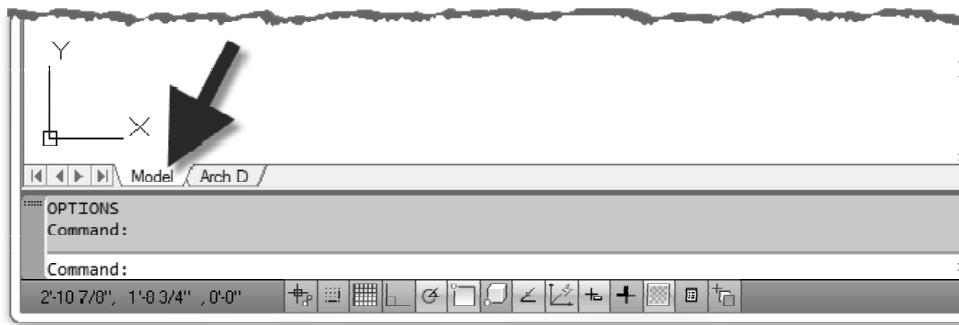 Y
X
Model Arch D
OPTIONS
Command:
Command:
2'-10 7/8", 1'-8 3/4" , 0'-0"